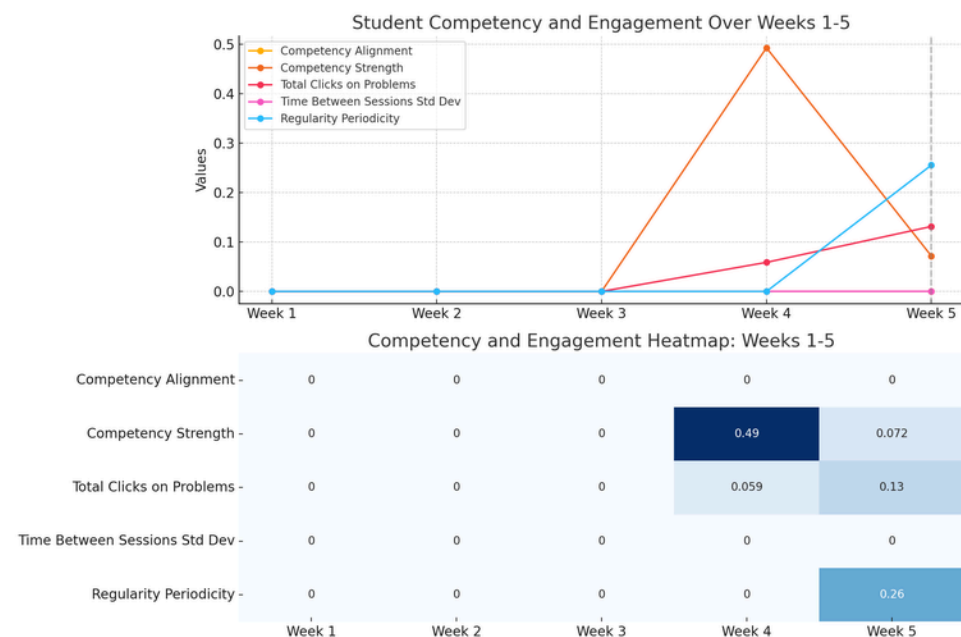 Student Competency and Engagement Over Weeks 1-5
Values
0.5
0.4
0.3
0.2
0.1
0.0
Competency Alignment
Competency Strength
Total Clicks on Problems
Time Between Sessions Std Dev
Regularity Periodicity
Week 1 Week 2 Week 3 Week 4 Week 5
Competency and Engagement Heatmap: Weeks 1-5
Competency Alignment 0 0 0 0 0
Competency Strength 0 0 0 0.49 0.072
Total Clicks on Problems 0 0 0 0.059 0.13
Time Between Sessions Std Dev 0 0 0 0 0
Regularity Periodicity 0 0 0 0 0.26
Week 1 Week 2 Week 3 Week 4 Week 5